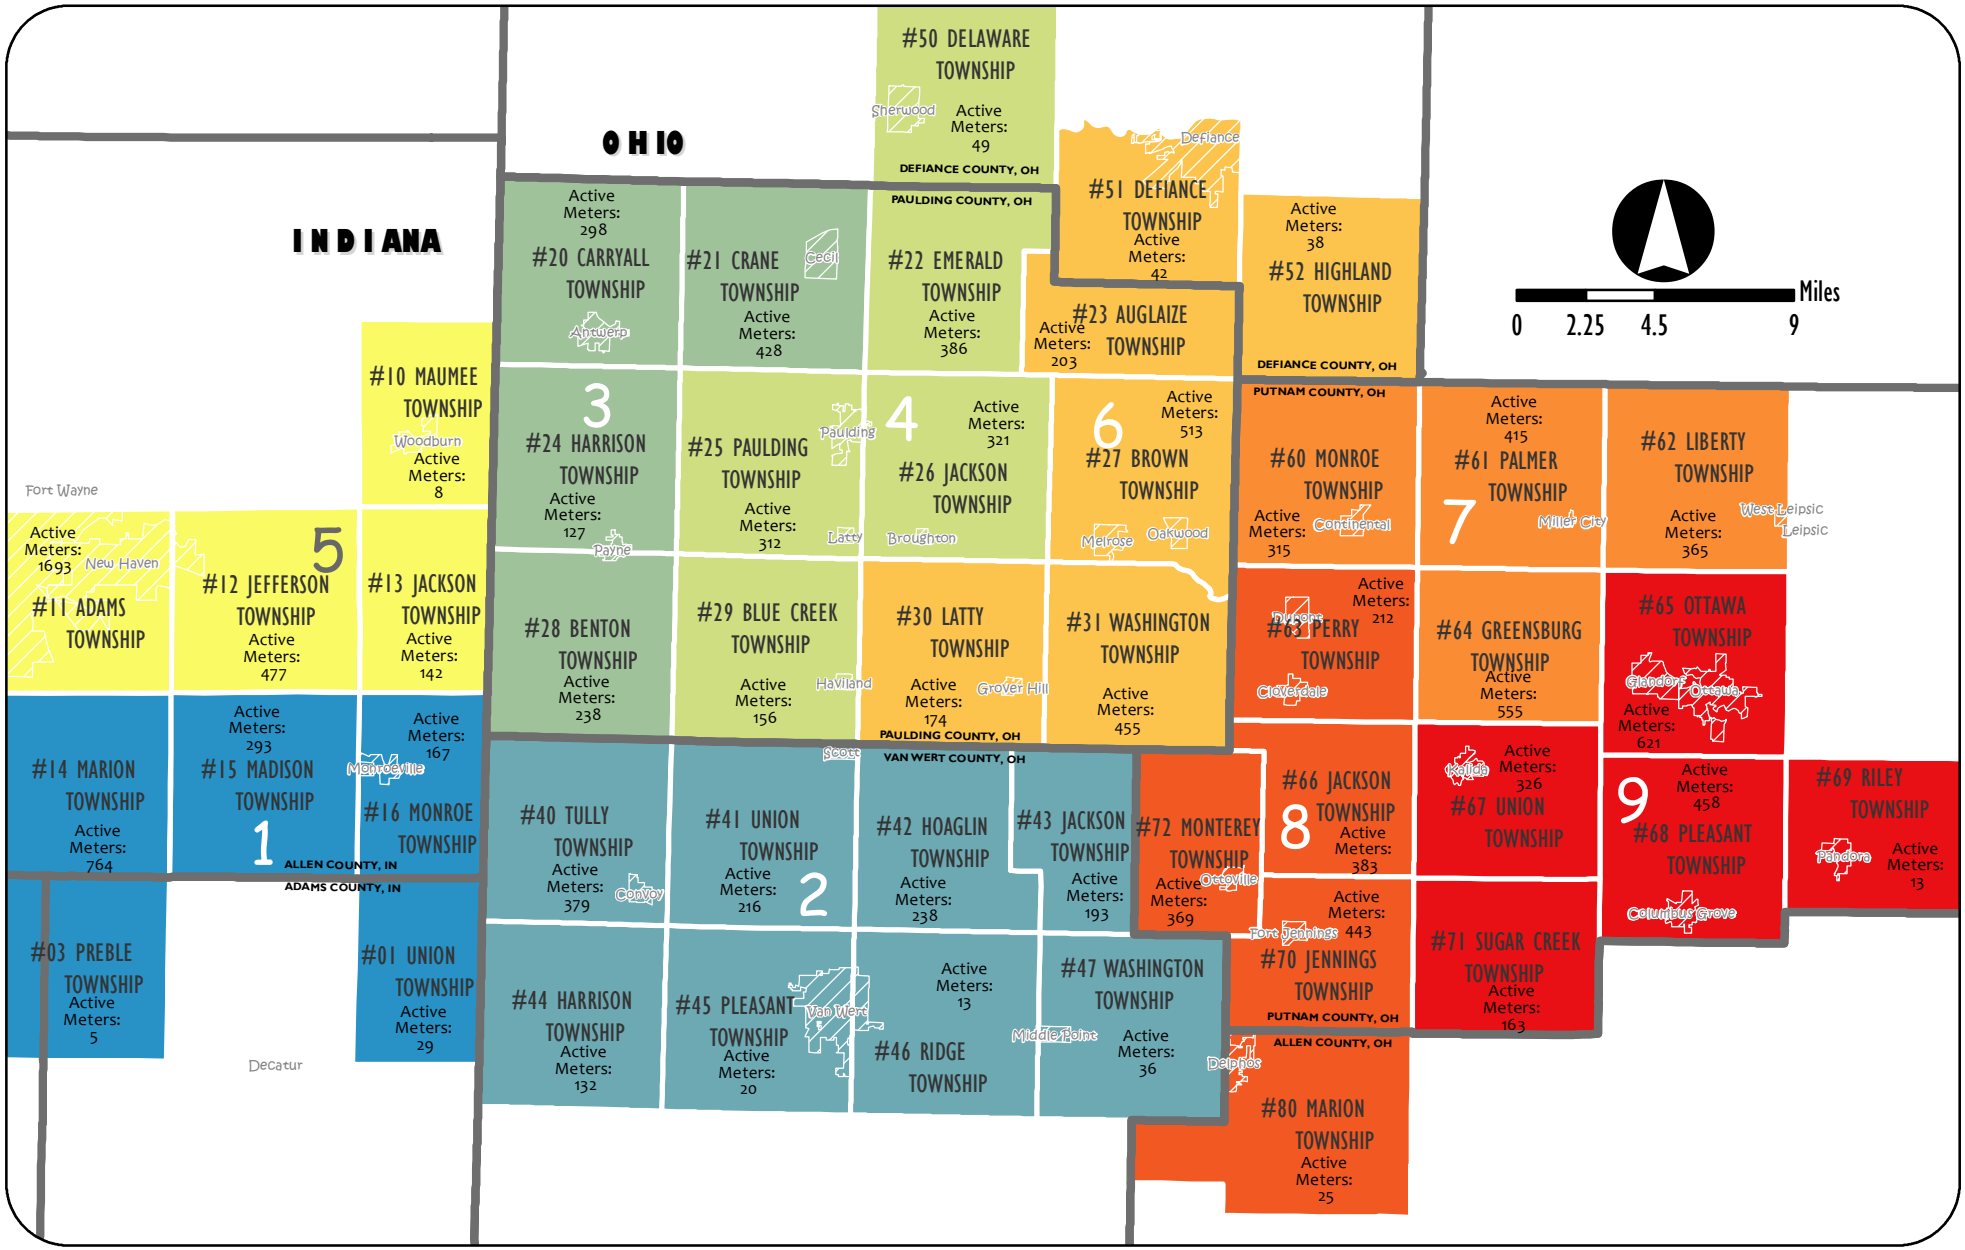 #50 DELAWARE
TOWNSHIP
Sherwood
Active
Meters:
49
DEFIANCE COUNTY, OH
OHIO
INDIANA
PAULDING COUNTY, OH
Defiance
#51 DEFIANCE
TOWNSHIP
Active
Meters:
42
Active
Meters:
38
#52 HIGHLAND
TOWNSHIP
DEFIANCE COUNTY, OH
Miles
0 2.25 4.5 9
Active
Meters:
298
#20 CARRYALL
TOWNSHIP
Antwerp
#21 CRANE
TOWNSHIP
Cecil
Active
Meters:
428
#22 EMERALD
TOWNSHIP
Active
Meters:
386
#23 AUGLAIZE
TOWNSHIP
Active
Meters:
203
#10 MAUMEE
TOWNSHIP
Woodburn
Active
Meters:
8
3
#24 HARRISON
TOWNSHIP
Active
Meters:
127
Payne
#25 PAULDING
TOWNSHIP
Paulding
Active
Meters:
312
Latty
4
Active
Meters:
321
#26 JACKSON
TOWNSHIP
Broughton
6
Active
Meters:
513
#27 BROWN
TOWNSHIP
Melrose
Oakwood
PUTNAM COUNTY, OH
#60 MONROE
TOWNSHIP
Active
Meters:
315
Continental
Active
Meters:
415
#61 PALMER
TOWNSHIP
7
Miller City
#62 LIBERTY
TOWNSHIP
Active
Meters:
365
West Leipsic
Leipsic
Fort Wayne
Active
Meters:
1693
New Haven
#11 ADAMS
TOWNSHIP
5
#12 JEFFERSON
TOWNSHIP
Active
Meters:
477
#13 JACKSON
TOWNSHIP
Active
Meters:
142
#28 BENTON
TOWNSHIP
Active
Meters:
238
#29 BLUE CREEK
TOWNSHIP
Haviland
Active
Meters:
156
#30 LATTY
TOWNSHIP
Active
Meters:
174
Grover Hill
PAULDING COUNTY, OH
#31 WASHINGTON
TOWNSHIP
Active
Meters:
455
Dupont
Active
Meters:
212
#63 PERRY
TOWNSHIP
Cloverdale
#64 GREENSBURG
TOWNSHIP
Active
Meters:
555
#65 OTTAWA
TOWNSHIP
Glandorf
Ottawa
Active
Meters:
621
#14 MARION
TOWNSHIP
Active
Meters:
764
Active
Meters:
293
#15 MADISON
TOWNSHIP
1
ALLEN COUNTY, IN
ADAMS COUNTY, IN
Active
Meters:
167
Monroeville
#16 MONROE
TOWNSHIP
Scott
VAN WERT COUNTY, OH
#40 TULLY
TOWNSHIP
Active
Meters:
379
Convoy
#41 UNION
TOWNSHIP
Active
Meters:
216
2
#42 HOAGLIN
TOWNSHIP
Active
Meters:
238
#43 JACKSON
TOWNSHIP
Active
Meters:
193
#72 MONTEREY
TOWNSHIP
Ottoville
Active
Meters:
369
#66 JACKSON
TOWNSHIP
8
Active
Meters:
383
Kalida
Active
Meters:
326
#67 UNION
TOWNSHIP
9
Active
Meters:
458
#68 PLEASANT
TOWNSHIP
Columbus Grove
#69 RILEY
TOWNSHIP
Pandora
Active
Meters:
13
#03 PREBLE
TOWNSHIP
Active
Meters:
5
#01 UNION
TOWNSHIP
Active
Meters:
29
Decatur
#44 HARRISON
TOWNSHIP
Active
Meters:
132
#45 PLEASANT
TOWNSHIP
Active
Meters:
20
Van Wert
Active
Meters:
13
#46 RIDGE
TOWNSHIP
#47 WASHINGTON
TOWNSHIP
Middle Point
Active
Meters:
36
Active
Meters:
443
Fort Jennings
#70 JENNINGS
TOWNSHIP
PUTNAM COUNTY, OH
#71 SUGAR CREEK
TOWNSHIP
Active
Meters:
163
ALLEN COUNTY, OH
Delphos
#80 MARION
TOWNSHIP
Active
Meters:
25